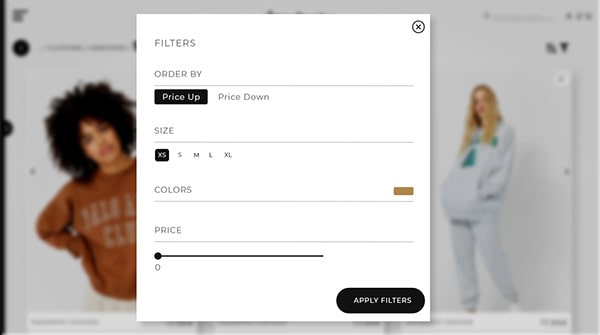 FILTERS
ORDER BY
Price Up Price Down
SIZE
XS S M L XL
COLORS
PRICE
0
APPLY FILTERS